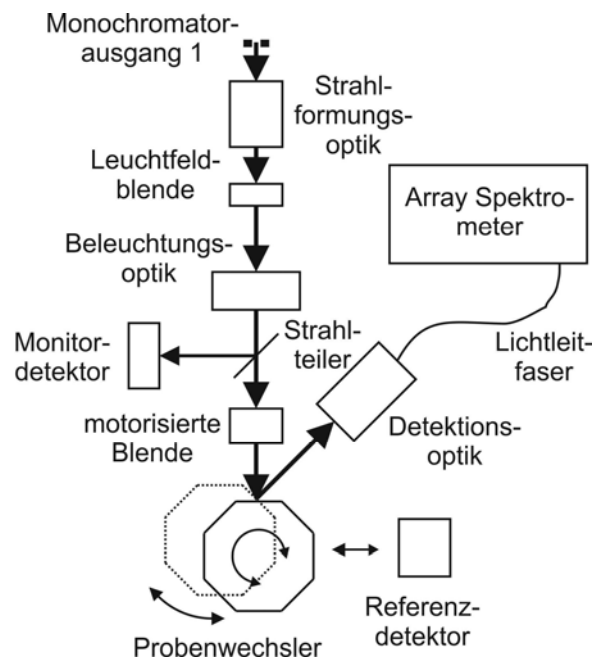 Monochromator-
ausgang 1
Strahl-
formungs-
optik
Leuchtfeld-
blende
Array Spektro-
meter
Beleuchtungs-
optik
Strahl-
teiler
Monitor-
detektor
Lichtleit-
faser
motorisierte
Blende
Detektions-
optik
Referenz-
detektor
Probenwechsler